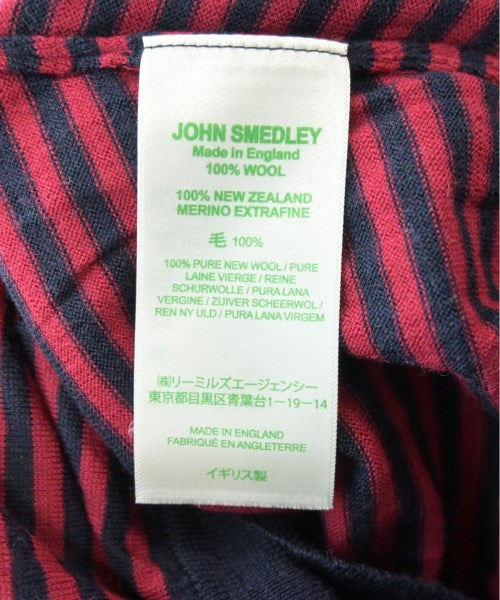 JOHN SMEDLEY
Made in England
100% WOOL
100% NEW ZEALAND
MERINO EXTRAFINE
毛 100%
100% PURE NEW WOOL / PURE
LAINE VIERGE / REINE
SCHURWOLLE / PURA LANA
VERGINE / ZUIVER SCHEERWOL /
REN NY ULD / PURA LANA VIRGEM
㈱リーミルズエージェンシー
東京都目黒区青葉台1-19-14
MADE IN ENGLAND
FABRIQUÉ EN ANGLETERRE
イギリス製